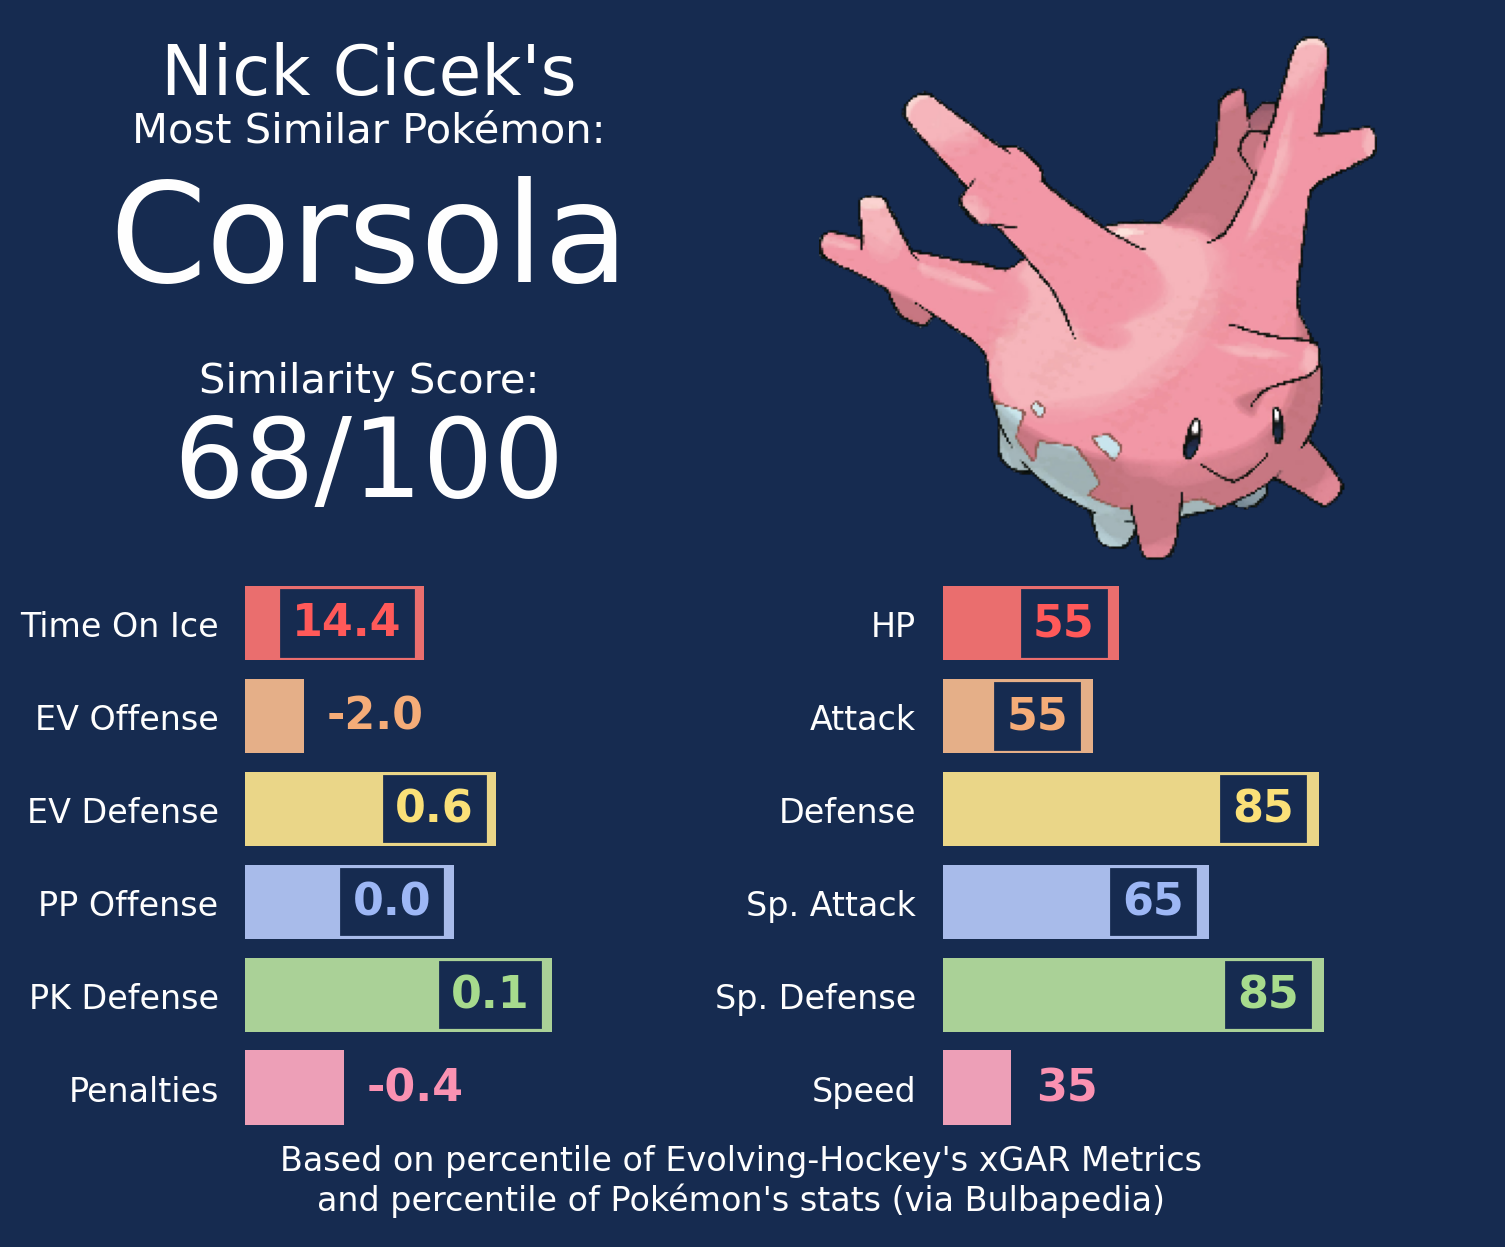 Nick Cicek's
Most Similar Pokémon:
Corsola
Similarity Score:
68/100
Time On Ice 14.4
EV Offense -2.0
EV Defense 0.6
PP Offense 0.0
PK Defense 0.1
Penalties -0.4
HP 55
Attack 55
Defense 85
Sp. Attack 65
Sp. Defense 85
Speed 35
Based on percentile of Evolving-Hockey's xGAR Metrics
and percentile of Pokémon's stats (via Bulbapedia)